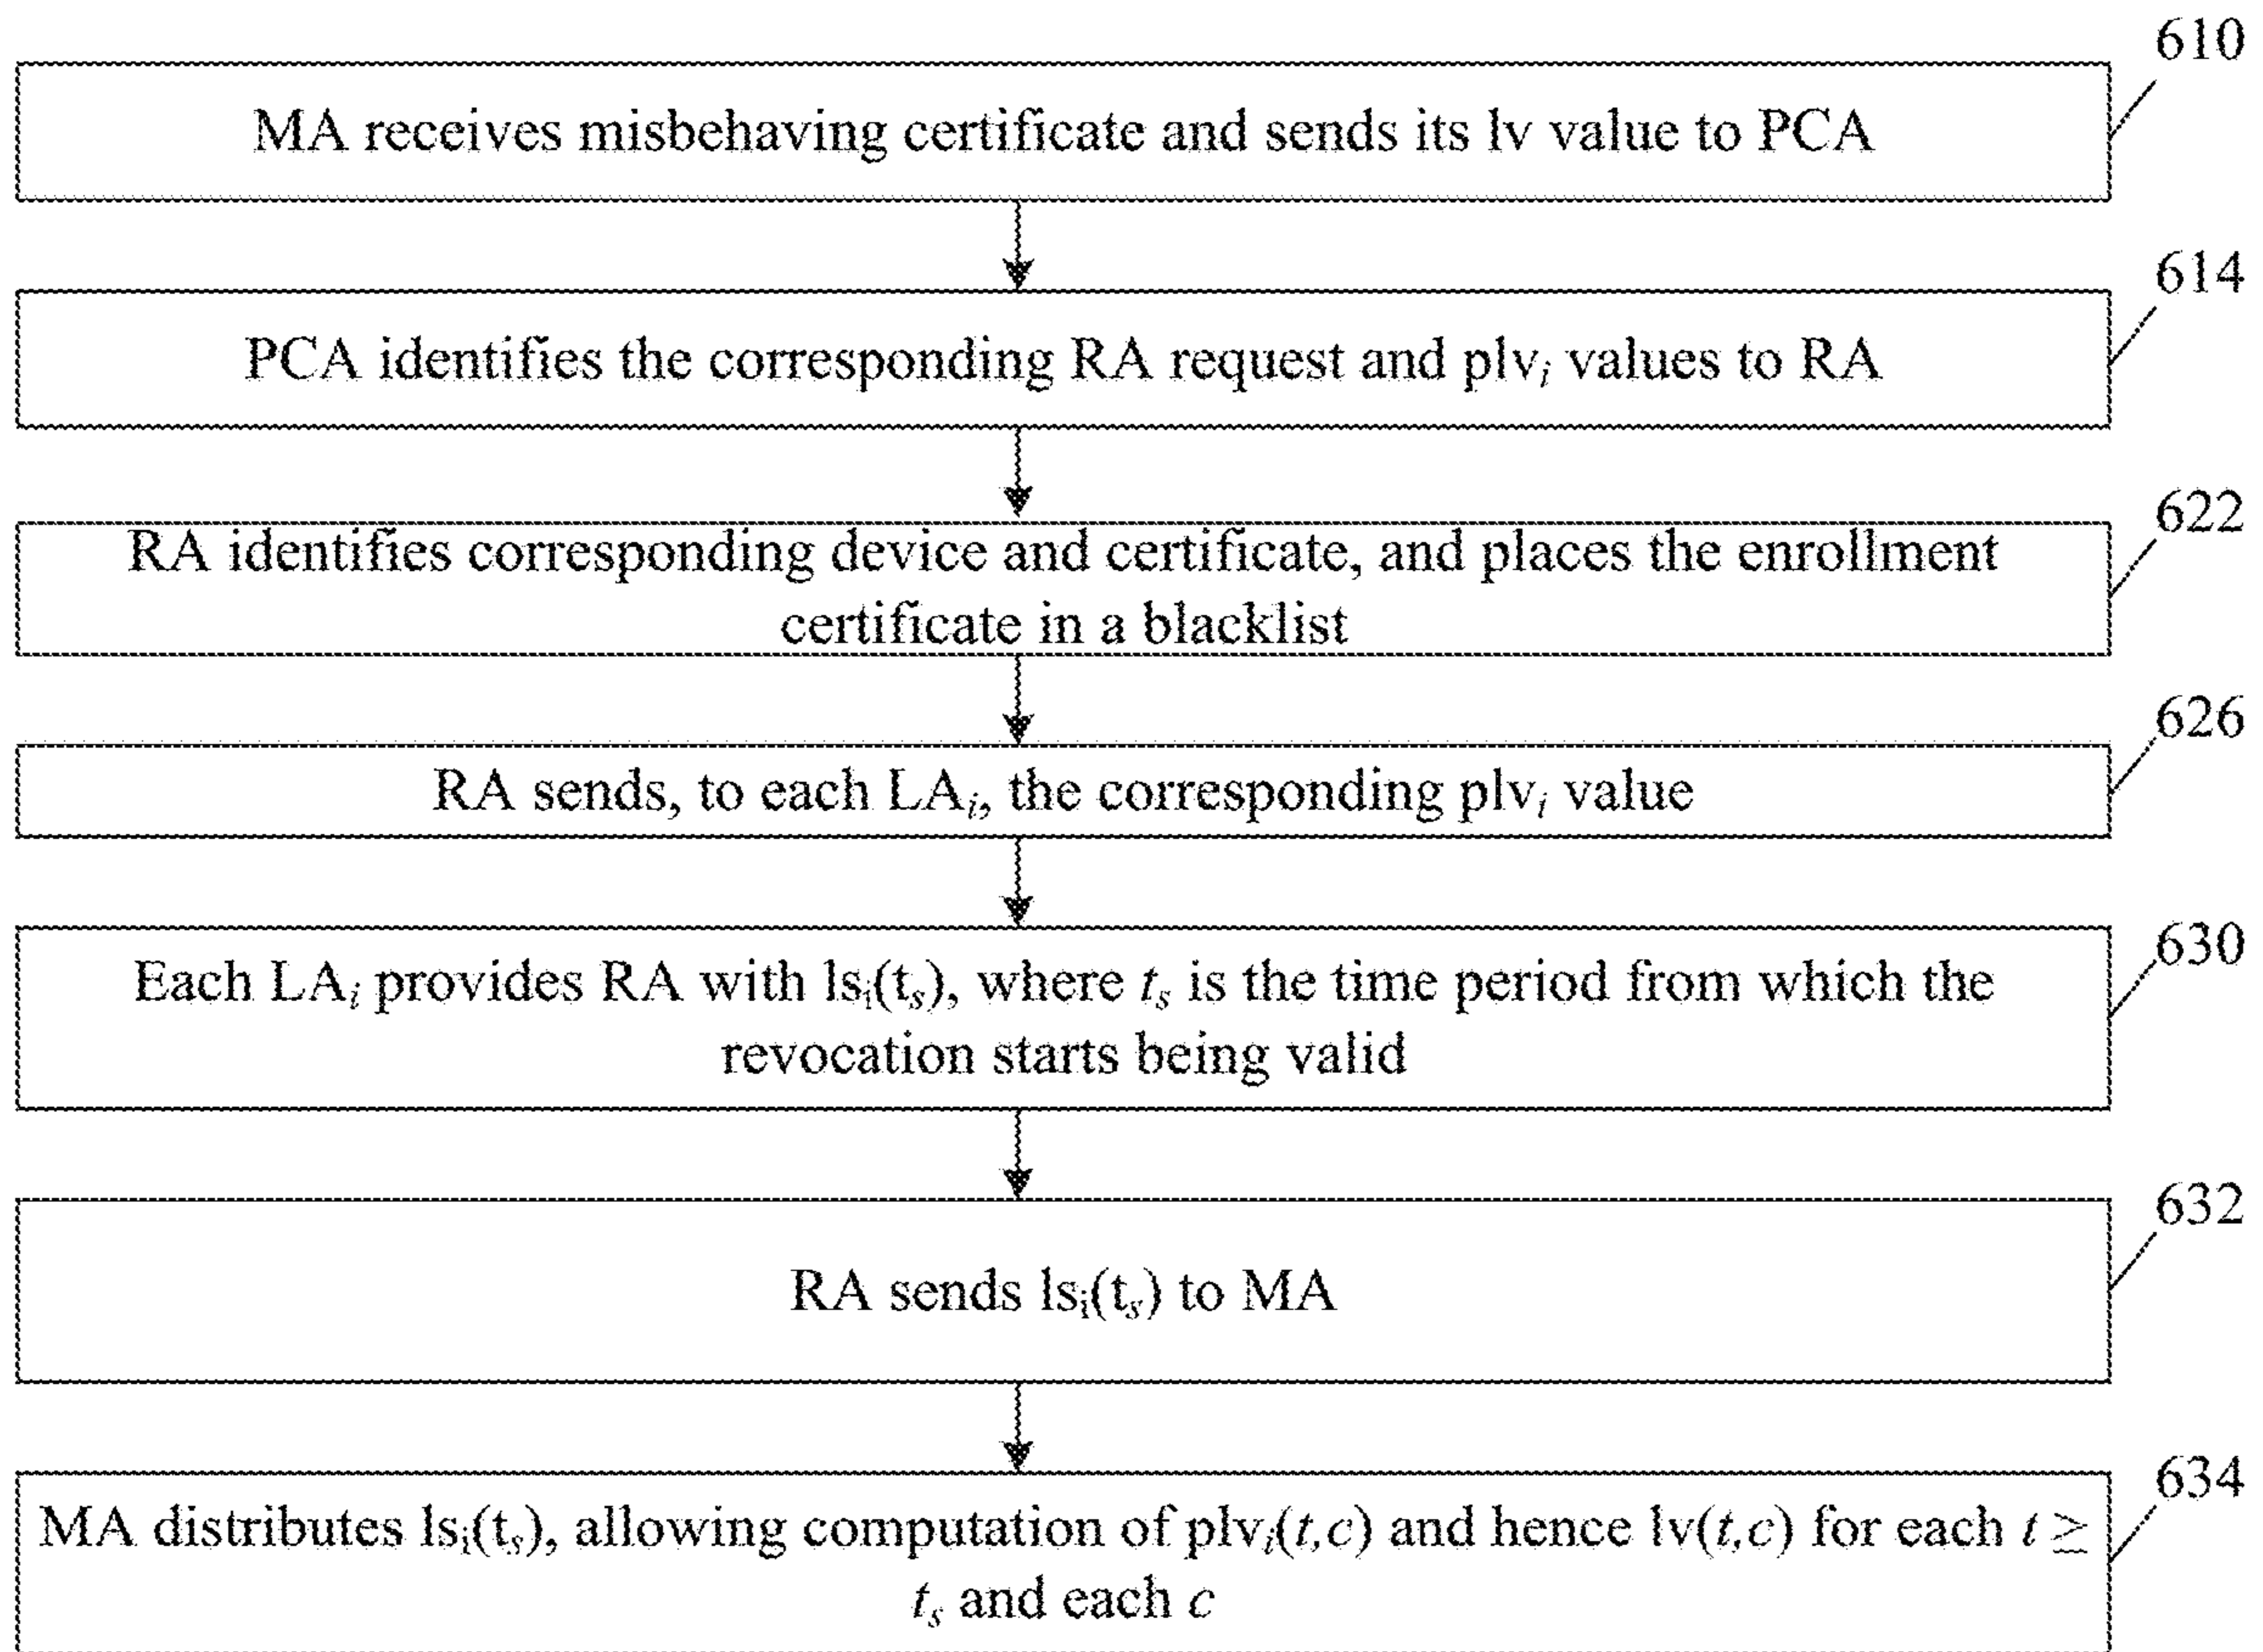 610
MA receives misbehaving certificate and sends its lv value to PCA
614
PCA identifies the corresponding RA request and plvᵢ values to RA
622
RA identifies corresponding device and certificate, and places the enrollment
certificate in a blacklist
626
RA sends, to each LAᵢ, the corresponding plvᵢ value
630
Each LAᵢ provides RA with lsᵢ(tₛ), where tₛ is the time period from which the
revocation starts being valid
632
RA sends lsᵢ(tₛ) to MA
634
MA distributes lsᵢ(tₛ), allowing computation of plvᵢ(t,c) and hence lv(t,c) for each t ≥
tₛ and each c